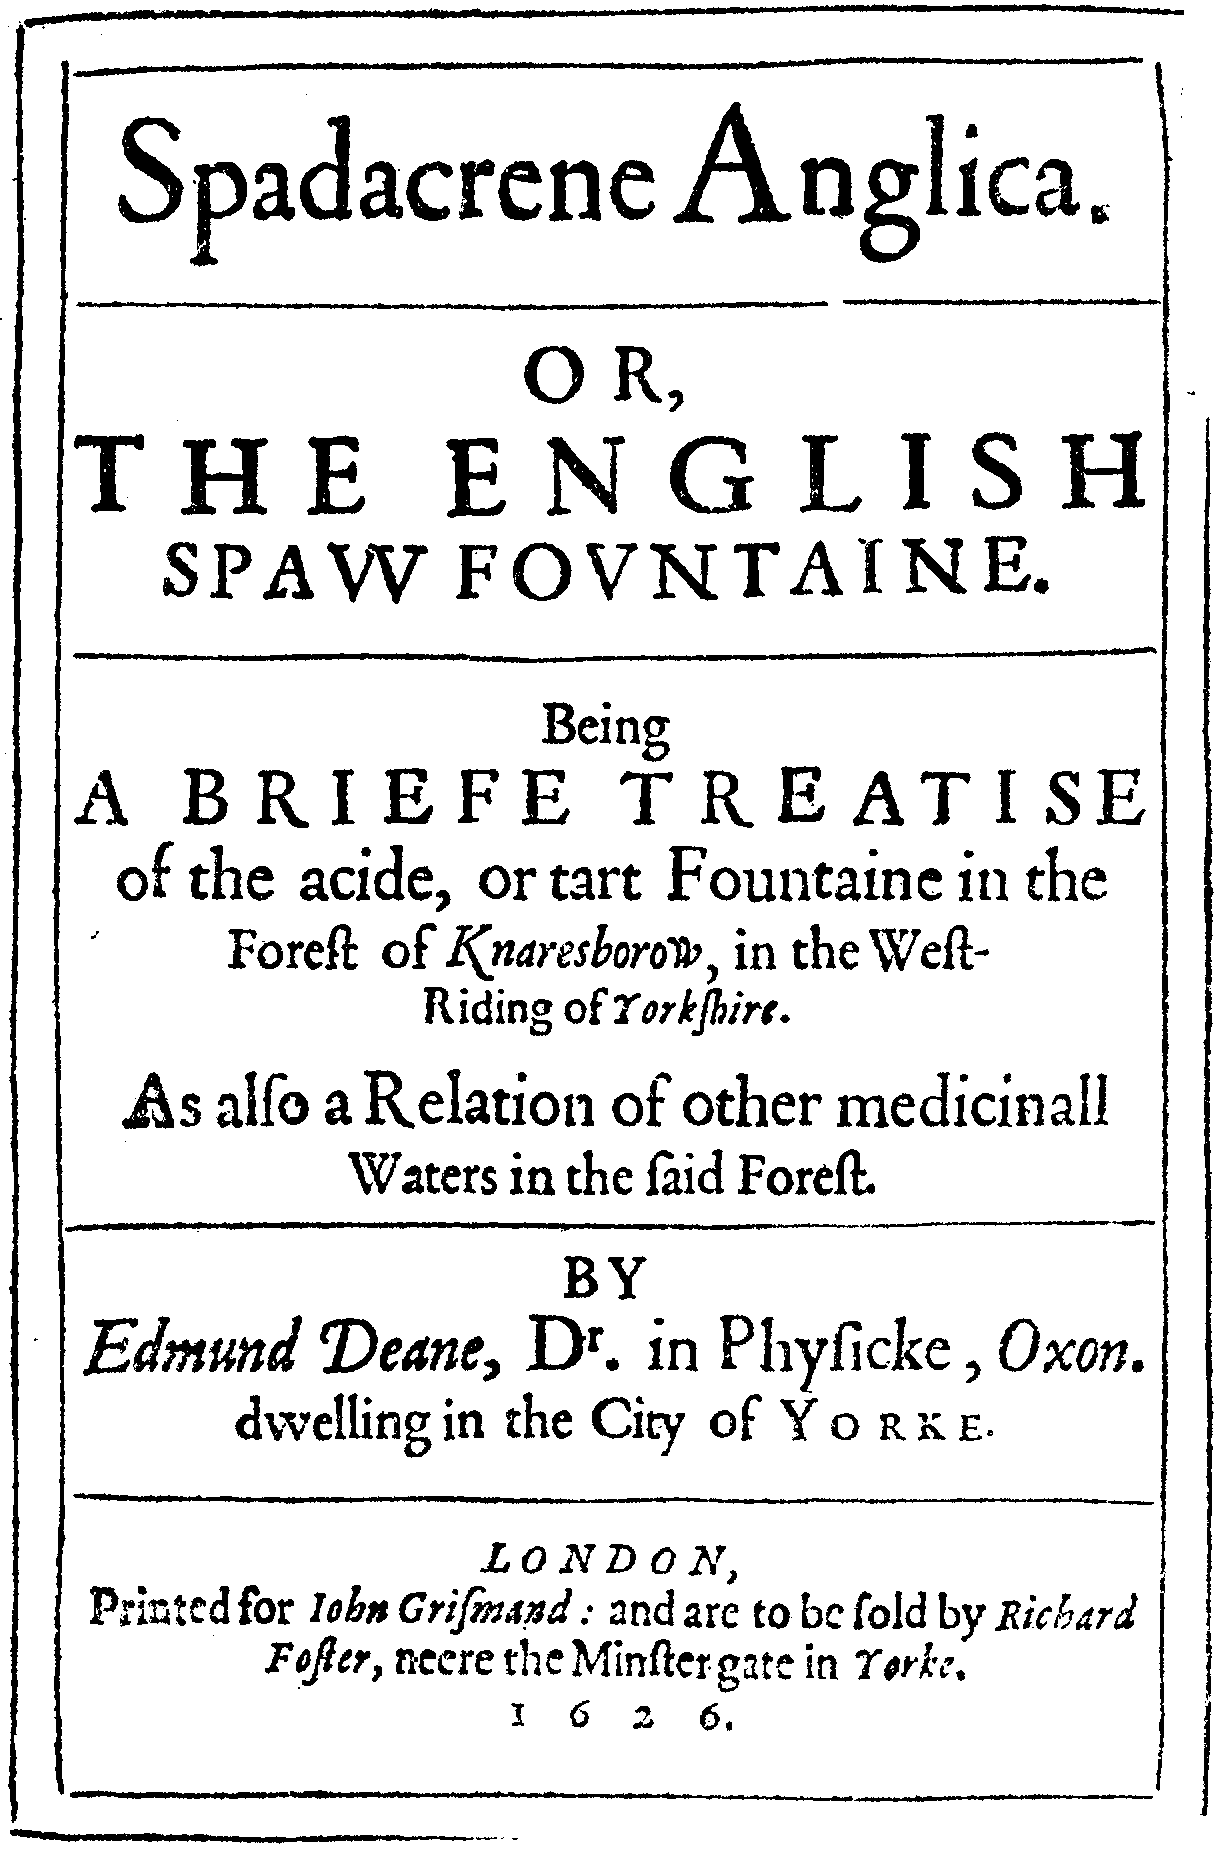 Spadacrene Anglica.
OR,
THE ENGLISH
SPAVV FOVNTAINE.
Being
A BRIEFE TREATISE
of the acide, or tart Fountaine in the
Foreſt of Knaresborow, in the Weſt-
Riding of Yorkſhire.
As alſo a Relation of other medicinall
Waters in the ſaid Foreſt.
BY
Edmund Deane, Dr. in Phyſicke, Oxon.
dwelling in the City of YORKE.
LONDON,
Printed for Iohn Griſmand: and are to be ſold by Richard
Foſter, neere the Minſter gate in Yorke.
1626.